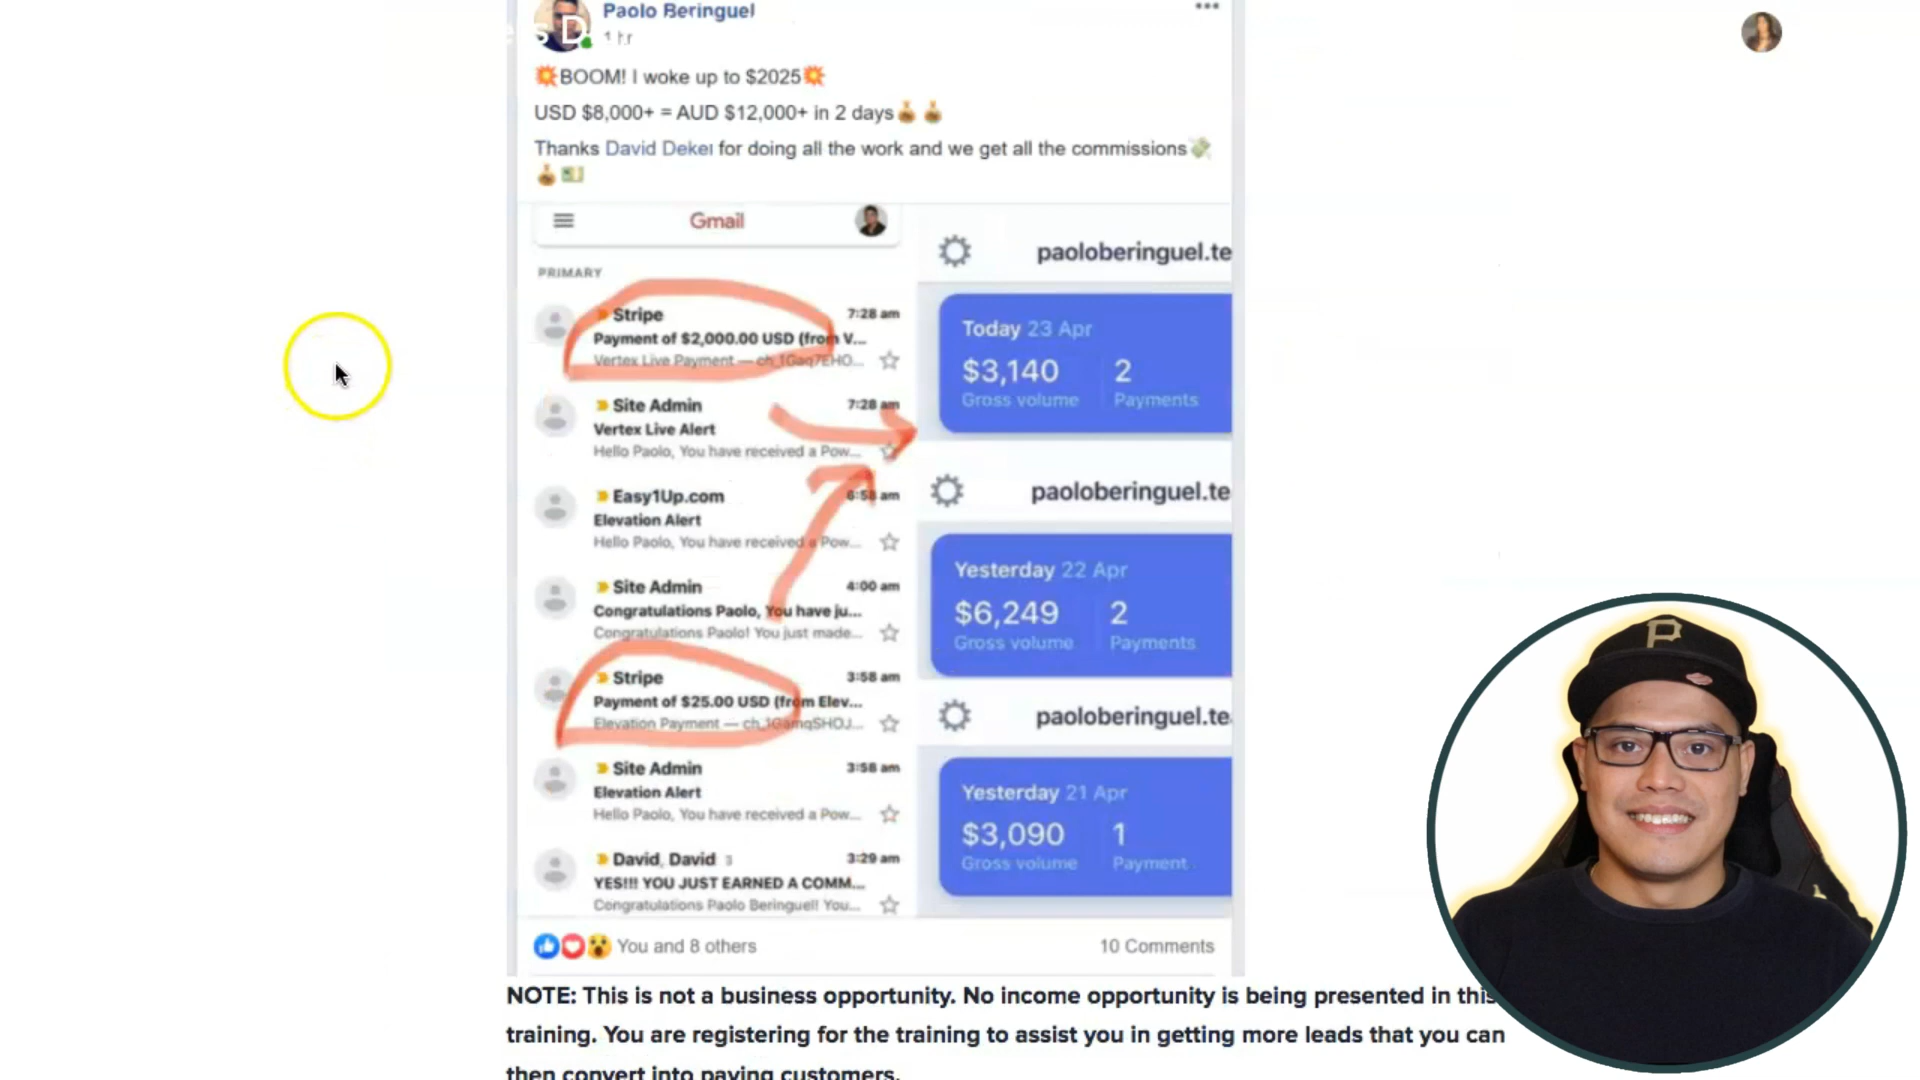 Paolo Beringuel
s D
1 hr
BOOM! I woke up to $2025
USD $8,000+ = AUD $12,000+ in 2 days
Thanks David Dekel for doing all the work and we get all the commissions
Gmail
PRIMARY
Stripe 7:28 am
Payment of $2,000.00 USD (from V...
Vertex Live Payment — ch_1Gaq7EHO...
Site Admin 7:28 am
Vertex Live Alert
Hello Paolo, You have received a Pow...
Easy1Up.com 6:58 am
Elevation Alert
Hello Paolo, You have received a Pow...
Site Admin 4:00 am
Congratulations Paolo, You have ju...
Congratulations Paolo! You just made...
Stripe 3:58 am
Payment of $25.00 USD (from Elev...
Elevation Payment — ch_1GamqSHOJ...
Site Admin 3:58 am
Elevation Alert
Hello Paolo, You have received a Pow...
David, David 3 3:29 am
YES!!! YOU JUST EARNED A COMM...
Congratulations Paolo Beringuel! You...
paoloberinguel.te
Today 23 Apr
$3,140 2
Gross volume Payments
paoloberinguel.te
Yesterday 22 Apr
$6,249 2
Gross volume Payments
paoloberinguel.te
Yesterday 21 Apr
$3,090 1
Gross volume Payment
You and 8 others 10 Comments
NOTE: This is not a business opportunity. No income opportunity is being presented in this
training. You are registering for the training to assist you in getting more leads that you can
then convert into paying customers.
P